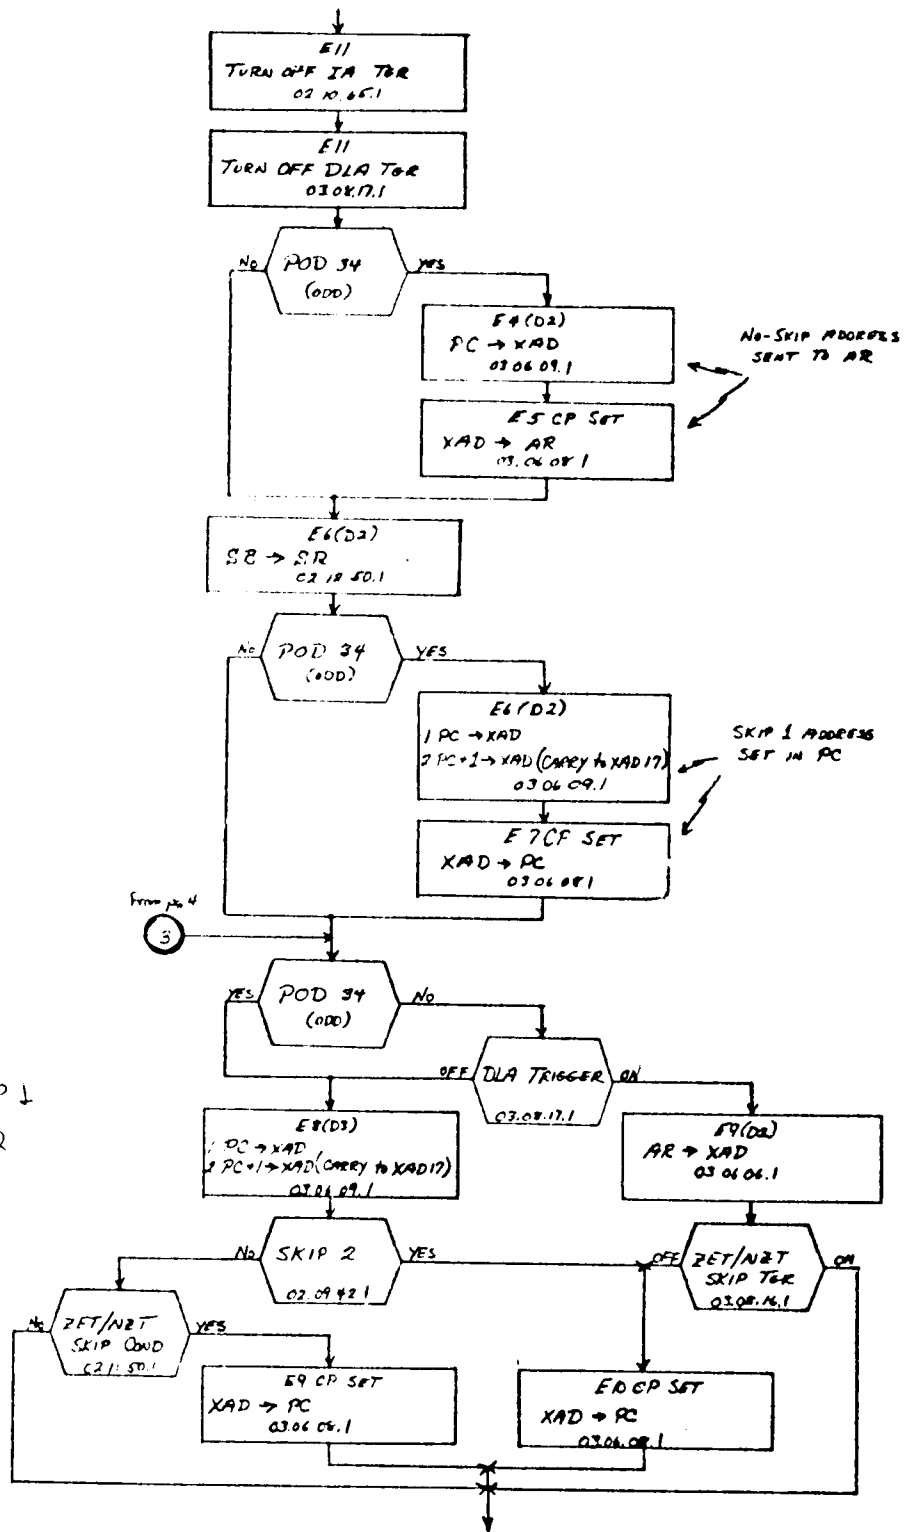 E11
TURN OFF IA TGR
02.10.65.1
E11
TURN OFF DLA TGR
03.08.17.1
NO
POD 34
(ODD)
YES
E4(D2)
PC → XAD
03.06.09.1
NO-SKIP ADDRESS
SENT TO AR
E5 CP SET
XAD → AR
03.06.08.1
E6(D2)
SB → SR
02.12.50.1
NO
POD 34
(ODD)
YES
E6(D2)
1 PC → XAD
2 PC+1 → XAD (CARRY to XAD 17)
03.06.09.1
SKIP 1 ADDRESS
SET IN PC
E7 CP SET
XAD → PC
03.06.08.1
From pg. 4
3
YES
POD 34
(ODD)
NO
OFF
DLA TRIGGER
ON
03.08.17.1
E8(D3)
1 PC → XAD
2 PC+1 → XAD (CARRY to XAD 17)
03.06.09.1
E9(D2)
AR → XAD
03.06.06.1
NO
SKIP 2
YES
02.09.42.1
OFF
ZET/NZT
ON
SKIP TGR
03.08.16.1
NO
ZET/NZT
YES
SKIP COND
E9 CP SET
XAD → PC
03.06.08.1
E10 CP SET
XAD → PC
03.06.08.1